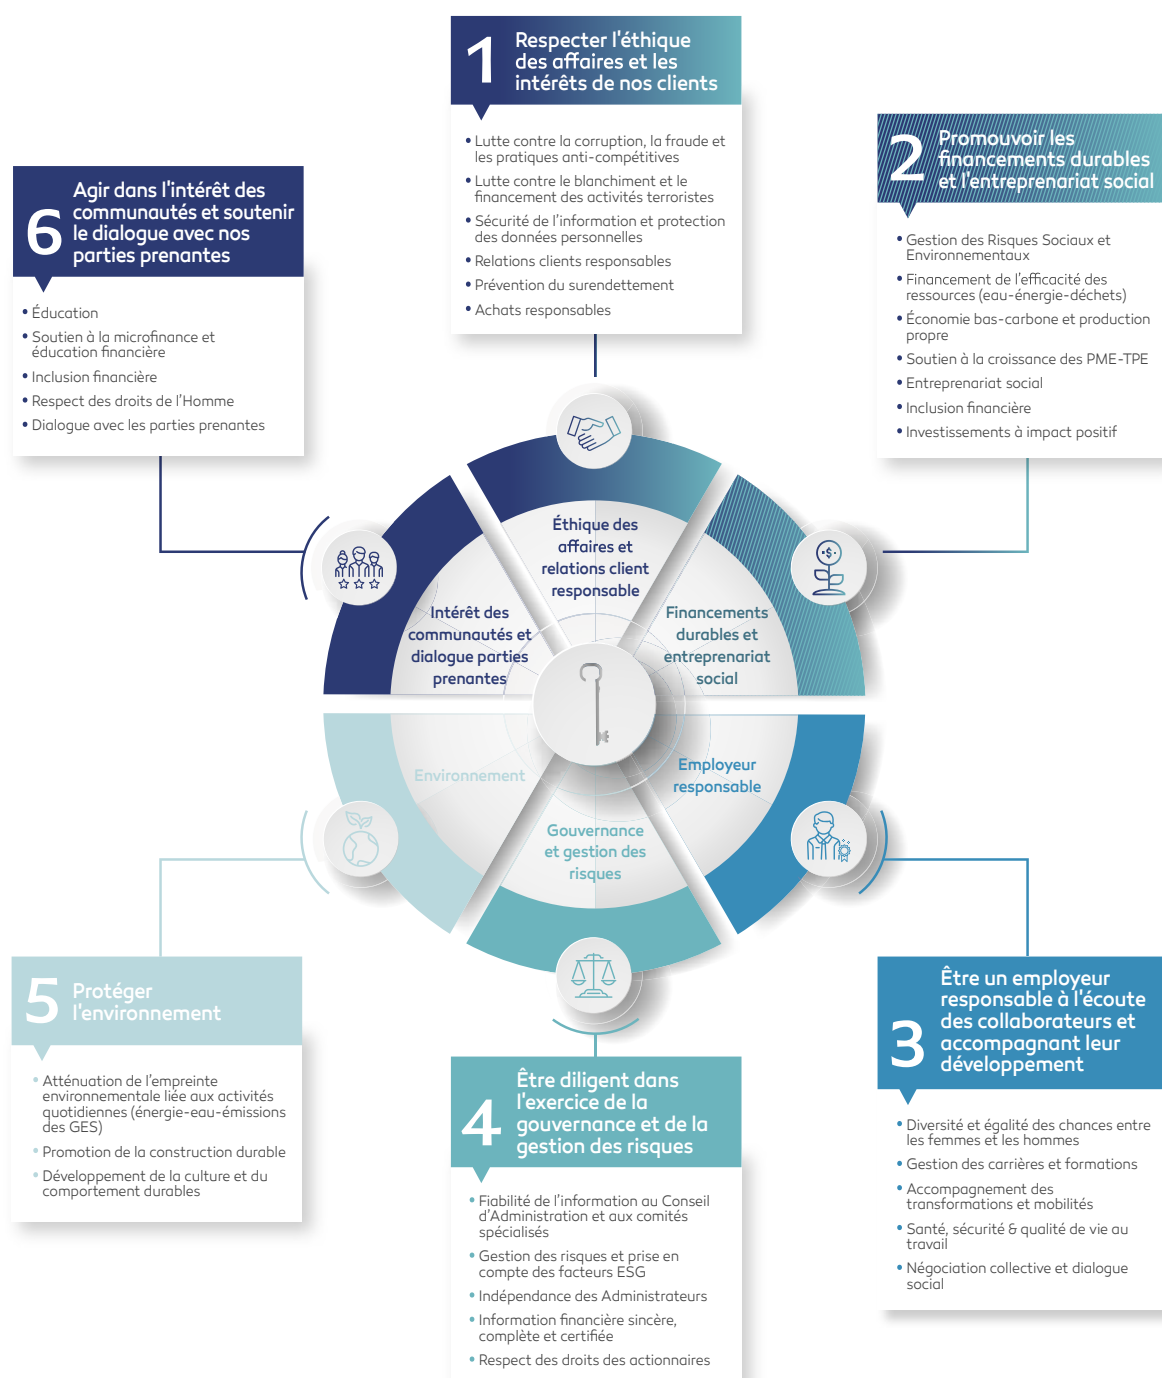 1
Respecter l'éthique
des affaires et les
intérêts de nos clients
• Lutte contre la corruption, la fraude et
les pratiques anti-compétitives
• Lutte contre le blanchiment et le
financement des activités terroristes
• Sécurité de l'information et protection
des données personnelles
• Relations clients responsables
• Prévention du surendettement
• Achats responsables
2
Promouvoir les
financements durables
et l'entreprenariat social
• Gestion des Risques Sociaux et
Environnementaux
• Financement de l'efficacité des
ressources (eau-énergie-déchets)
• Économie bas-carbone et production
propre
• Soutien à la croissance des PME-TPE
• Entreprenariat social
• Inclusion financière
• Investissements à impact positif
6
Agir dans l'intérêt des
communautés et soutenir
le dialogue avec nos
parties prenantes
• Éducation
• Soutien à la microfinance et
éducation financière
• Inclusion financière
• Respect des droits de l'Homme
• Dialogue avec les parties prenantes
Éthique des
affaires et
relations client
responsable
Intérêt des
communautés et
dialogue parties
prenantes
Financements
durables et
entreprenariat
social
$
Environnement
Employeur
responsable
Gouvernance
et gestion des
risques
5
Protéger
l'environnement
• Atténuation de l'empreinte
environnementale liée aux activités
quotidiennes (énergie-eau-émissions
des GES)
• Promotion de la construction durable
• Développement de la culture et du
comportement durables
4
Être diligent dans
l'exercice de la
gouvernance et de la
gestion des risques
• Fiabilité de l'information au Conseil
d'Administration et aux comités
spécialisés
• Gestion des risques et prise en
compte des facteurs ESG
• Indépendance des Administrateurs
• Information financière sincère,
complète et certifiée
• Respect des droits des actionnaires
3
Être un employeur
responsable à l'écoute
des collaborateurs et
accompagnant leur
développement
• Diversité et égalité des chances entre
les femmes et les hommes
• Gestion des carrières et formations
• Accompagnement des
transformations et mobilités
• Santé, sécurité & qualité de vie au
travail
• Négociation collective et dialogue
social